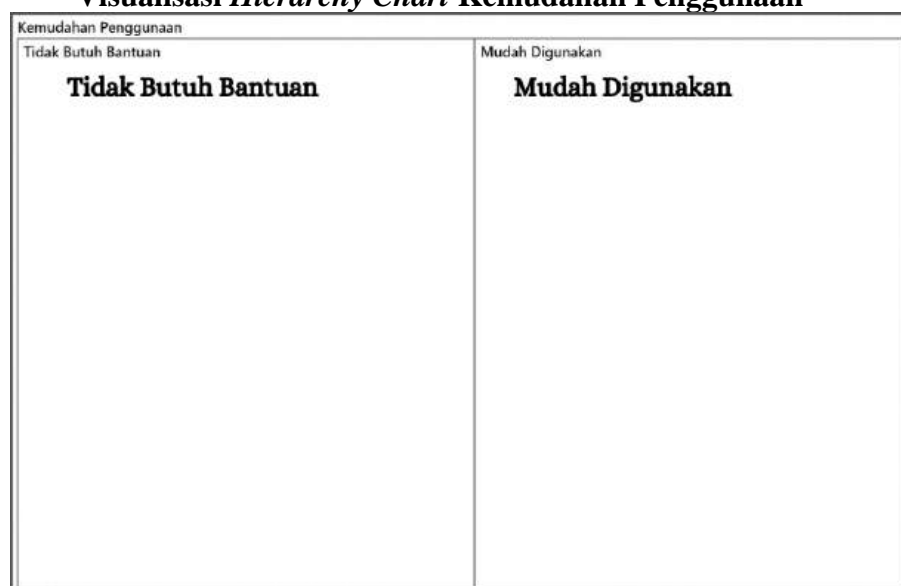 Visualisasi Hierarchy Chart Kemudahan Penggunaan
Kemudahan Penggunaan
Tidak Butuh Bantuan
Mudah Digunakan
Tidak Butuh Bantuan
Mudah Digunakan